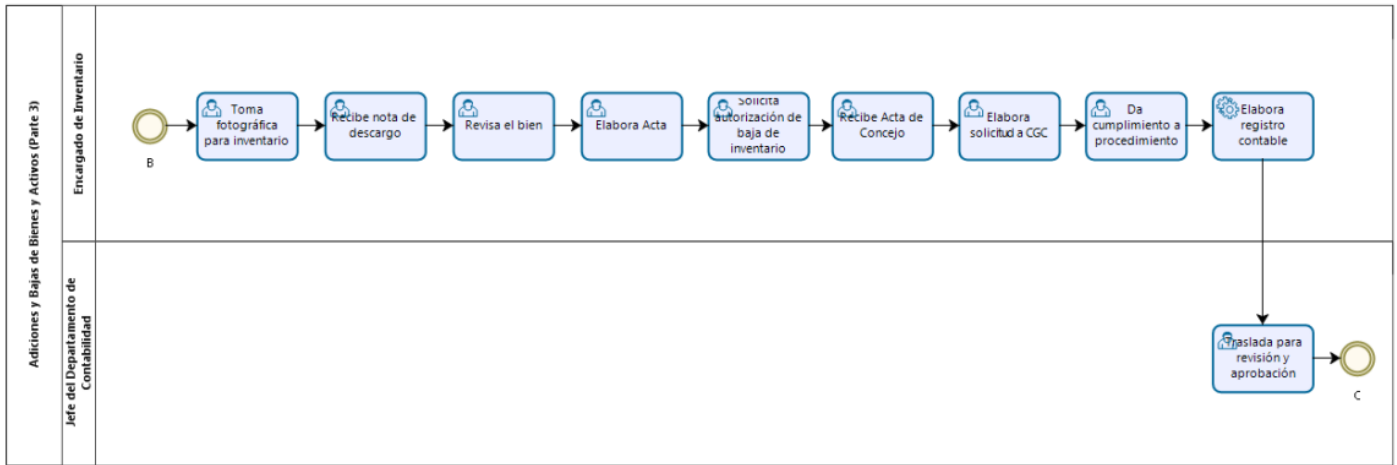 Adiciones y Bajas de Bienes y Activos (Parte 3)
Encargado de Inventario
B
Toma
fotográfica
para inventario
Recibe nota de
descargo
Revisa el bien
Elabora Acta
Solicita
autorización de
baja de
inventario
Recibe Acta de
Concejo
Elabora
solicitud a CGC
Da
cumplimiento a
procedimiento
Elabora
registro
contable
Jefe del Departamento de
Contabilidad
Traslada para
revisión y
aprobación
C